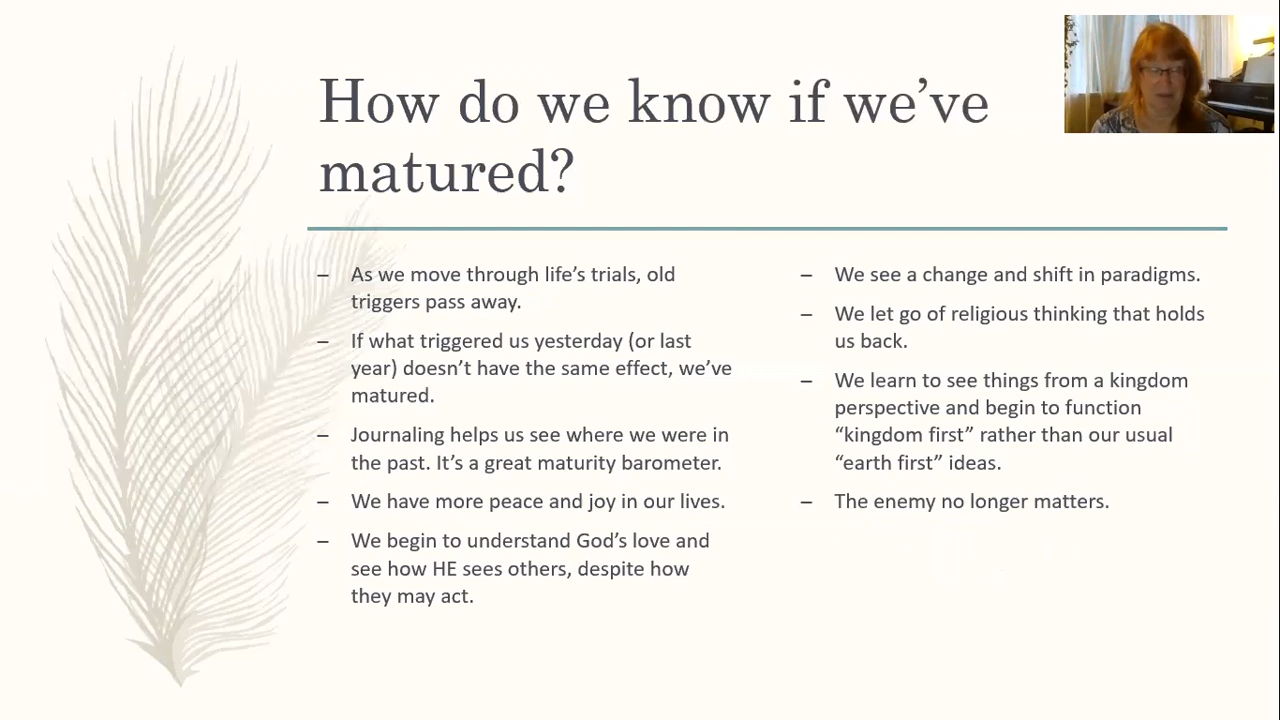 How do we know if we’ve
matured?
– As we move through life’s trials, old
triggers pass away.
– If what triggered us yesterday (or last
year) doesn’t have the same effect, we’ve
matured.
– Journaling helps us see where we were in
the past. It’s a great maturity barometer.
– We have more peace and joy in our lives.
– We begin to understand God’s love and
see how HE sees others, despite how
they may act.
– We see a change and shift in paradigms.
– We let go of religious thinking that holds
us back.
– We learn to see things from a kingdom
perspective and begin to function
“kingdom first” rather than our usual
“earth first” ideas.
– The enemy no longer matters.